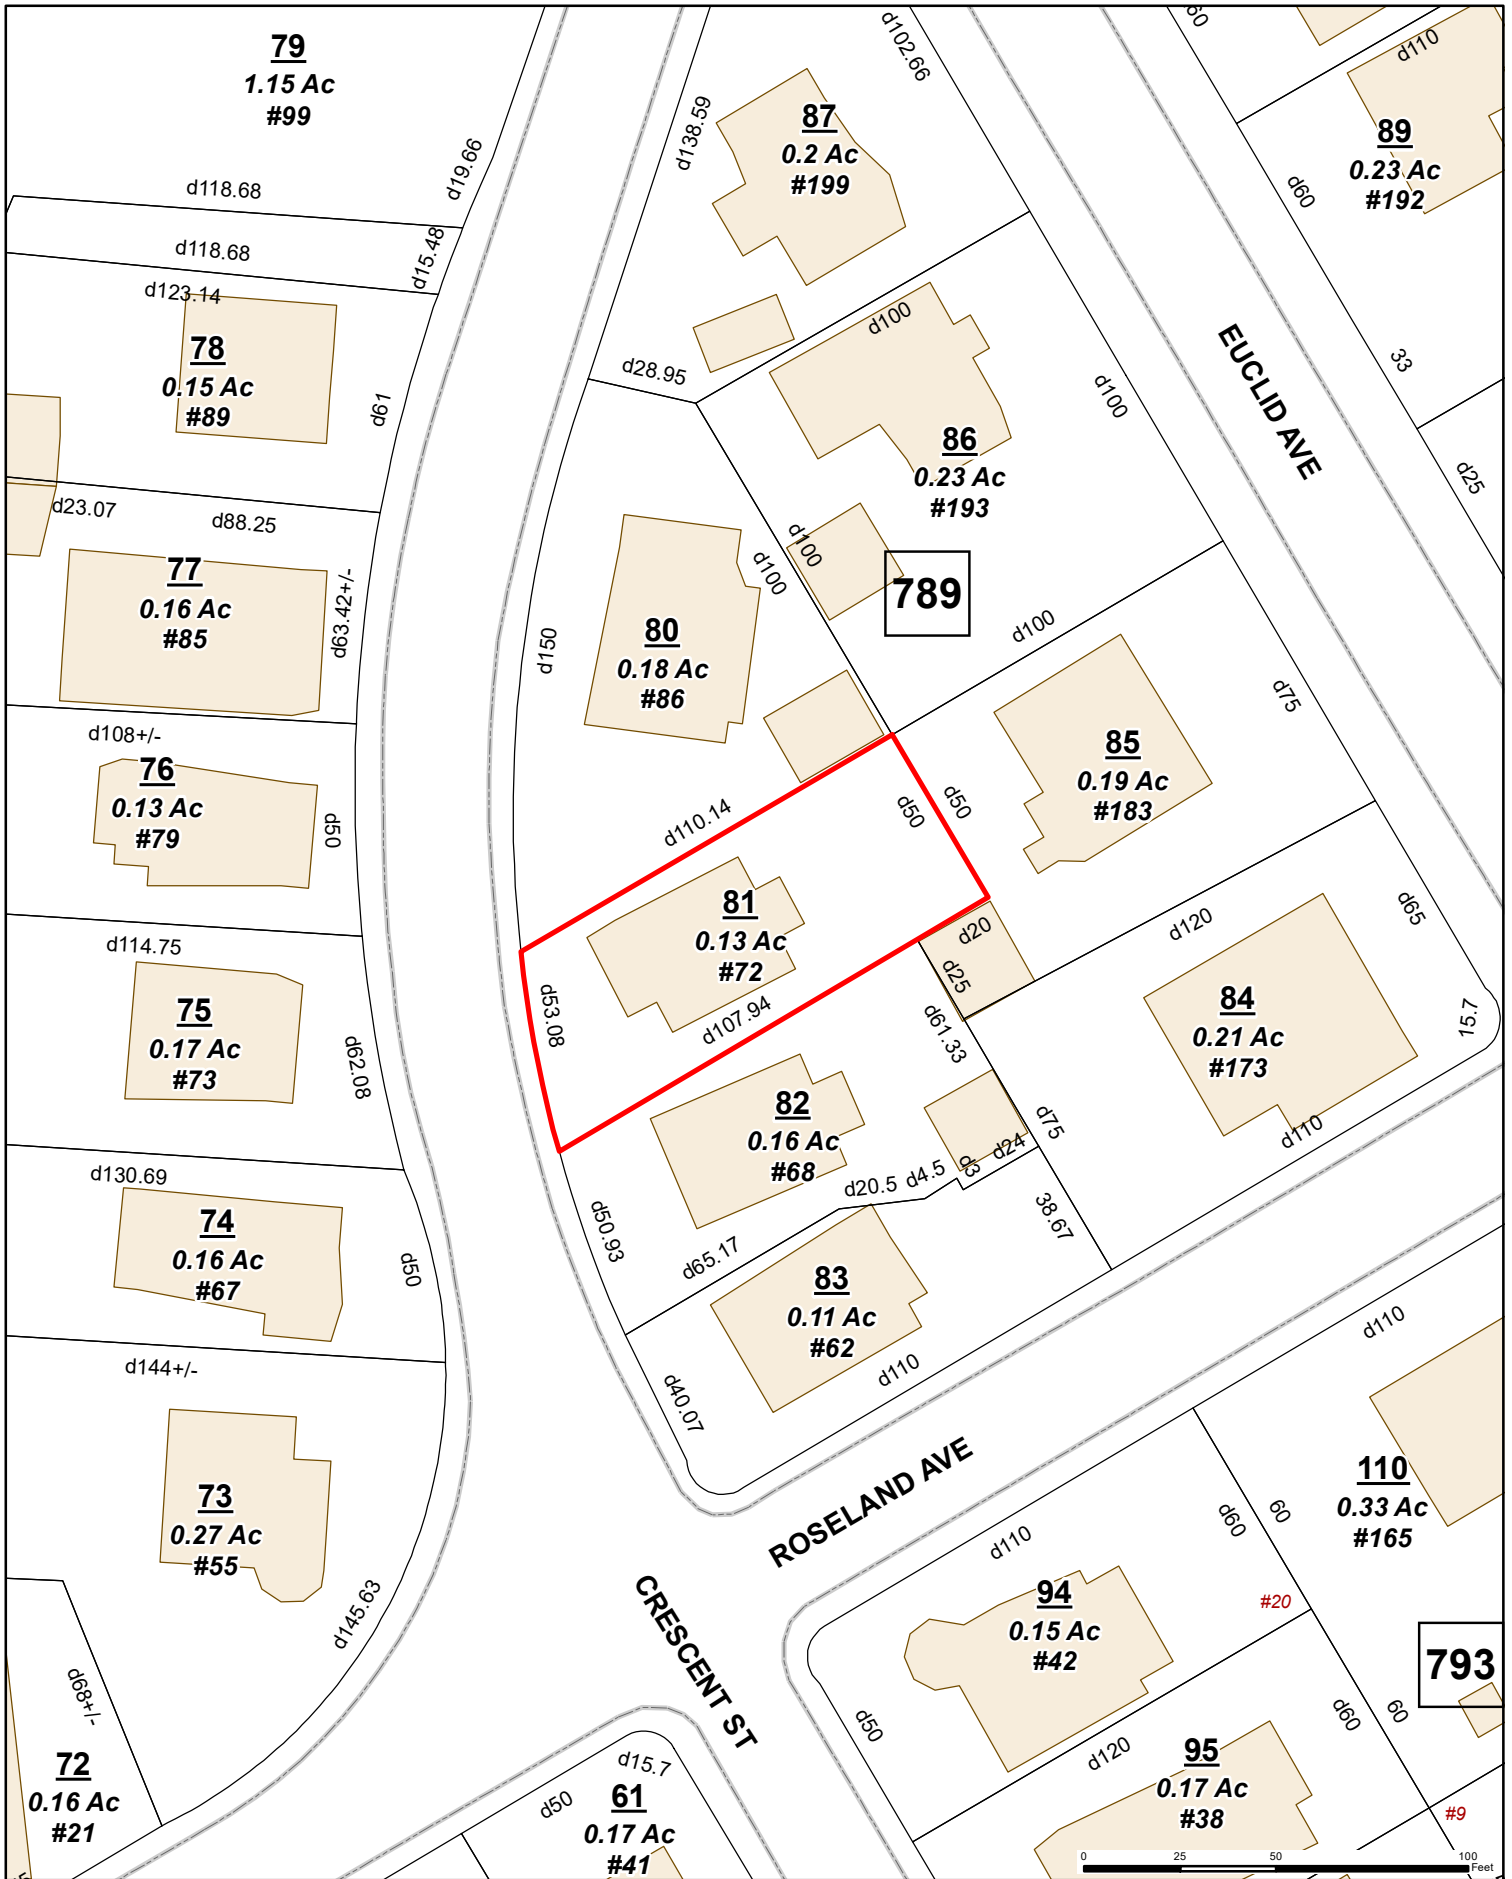 79
1.15 Ac
#99
d19.66
d118.68
d118.68
d15.48
d123.14
78
0.15 Ac
#89
d61
d23.07
d88.25
77
0.16 Ac
#85
d63.42+/-
d108+/-
76
0.13 Ac
#79
d50
d114.75
75
0.17 Ac
#73
d62.08
d130.69
74
0.16 Ac
#67
d50
d144+/-
73
0.27 Ac
#55
d145.63
d68+/-
72
0.16 Ac
#21
d102.66
d138.59
87
0.2 Ac
#199
d28.95
d100
86
0.23 Ac
#193
d100
d100
d100
789
d100
80
0.18 Ac
#86
d150
EUCLID AVE
60
d110
89
0.23 Ac
#192
d60
33
d25
d75
85
0.19 Ac
#183
d50
d50
d110.14
81
0.13 Ac
#72
d53.08
d107.94
d20
d25
d61.33
d120
d65
84
0.21 Ac
#173
15.7
d110
82
0.16 Ac
#68
d75
d24
d3
d4.5
d20.5
38.67
d50.93
d65.17
83
0.11 Ac
#62
d110
d40.07
ROSELAND AVE
CRESCENT ST
d110
110
0.33 Ac
#165
d60
60
d110
94
0.15 Ac
#42
#20
793
d50
d60
60
d120
95
0.17 Ac
#38
#9
d15.7
d50
61
0.17 Ac
#41
0
25
50
100
Feet